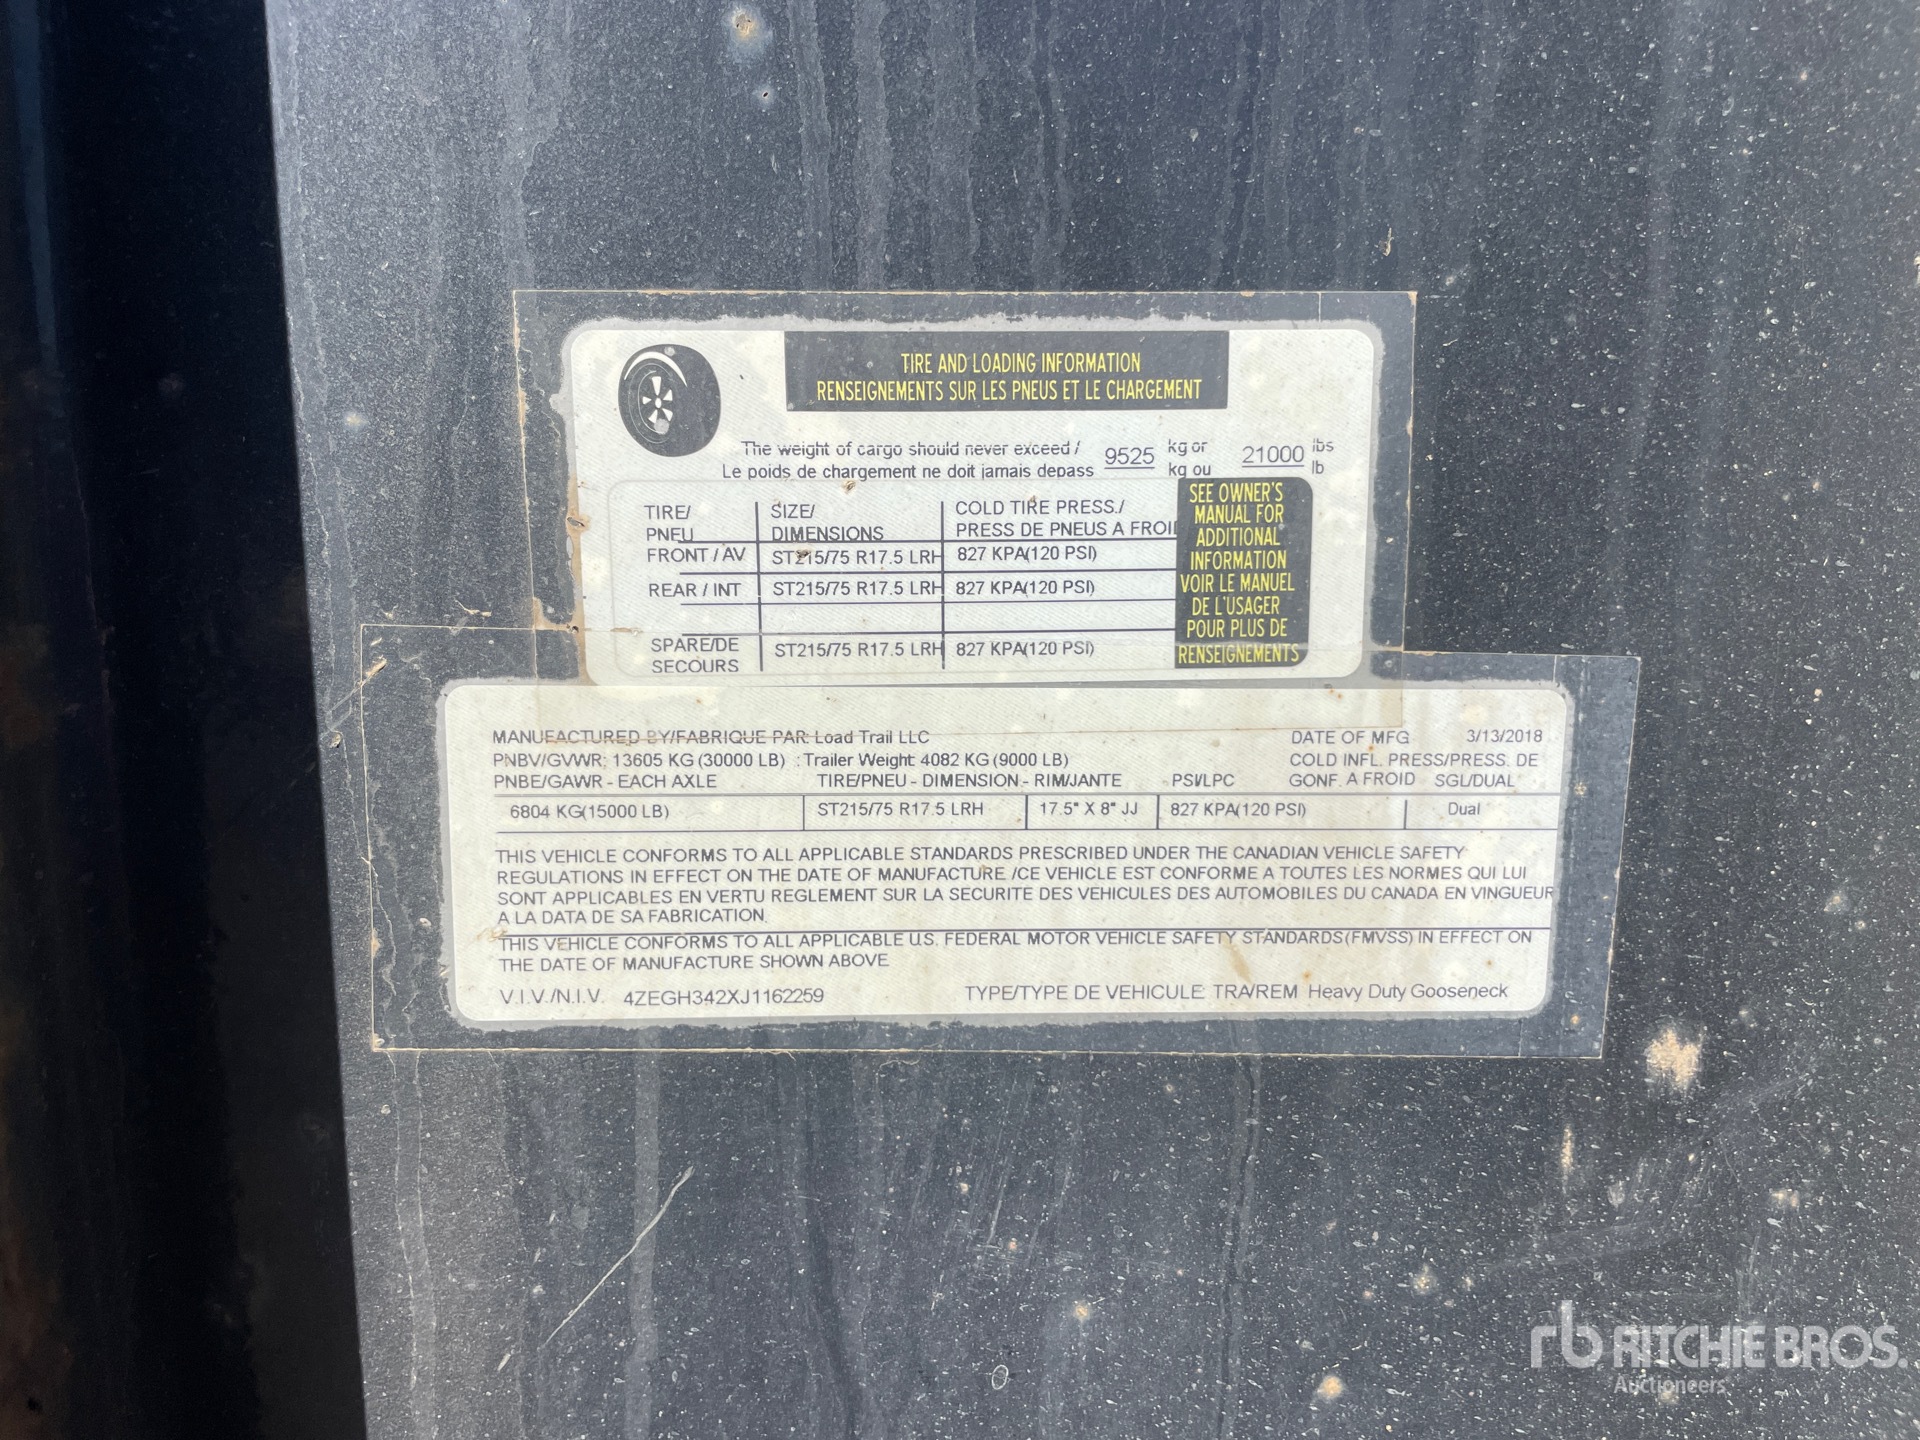 TIRE AND LOADING INFORMATION
RENSEIGNEMENTS SUR LES PNEUS ET LE CHARGEMENT
The weight of cargo should never exceed / 9525 kg or 21000 lbs
Le poids de chargement ne doit jamais depass kg ou lb
TIRE/ SIZE/ COLD TIRE PRESS./
PNEU DIMENSIONS PRESS DE PNEUS A FROI
FRONT / AV ST215/75 R17.5 LRH 827 KPA(120 PSI)
REAR / INT ST215/75 R17.5 LRH 827 KPA(120 PSI)
SPARE/DE ST215/75 R17.5 LRH 827 KPA(120 PSI)
SECOURS
SEE OWNER'S
MANUAL FOR
ADDITIONAL
INFORMATION
VOIR LE MANUEL
DE L'USAGER
POUR PLUS DE
RENSEIGNEMENTS
MANUFACTURED BY/FABRIQUE PAR: Load Trail LLC DATE OF MFG 3/13/2018
PNBV/GVWR: 13605 KG (30000 LB) : Trailer Weight: 4082 KG (9000 LB) COLD INFL. PRESS/PRESS. DE
PNBE/GAWR - EACH AXLE TIRE/PNEU - DIMENSION - RIM/JANTE PSI/LPC GONF. A FROID SGL/DUAL
6804 KG(15000 LB) ST215/75 R17.5 LRH 17.5" X 8" JJ 827 KPA(120 PSI) Dual
THIS VEHICLE CONFORMS TO ALL APPLICABLE STANDARDS PRESCRIBED UNDER THE CANADIAN VEHICLE SAFETY
REGULATIONS IN EFFECT ON THE DATE OF MANUFACTURE /CE VEHICLE EST CONFORME A TOUTES LES NORMES QUI LUI
SONT APPLICABLES EN VERTU REGLEMENT SUR LA SECURITE DES VEHICULES DES AUTOMOBILES DU CANADA EN VINGUEUR
A LA DATA DE SA FABRICATION.
THIS VEHICLE CONFORMS TO ALL APPLICABLE U.S. FEDERAL MOTOR VEHICLE SAFETY STANDARDS(FMVSS) IN EFFECT ON
THE DATE OF MANUFACTURE SHOWN ABOVE
V.I.V./N.I.V. 4ZEGH342XJ1162259 TYPE/TYPE DE VEHICULE: TRA/REM Heavy Duty Gooseneck
rb RITCHIE BROS.
Auctioneers